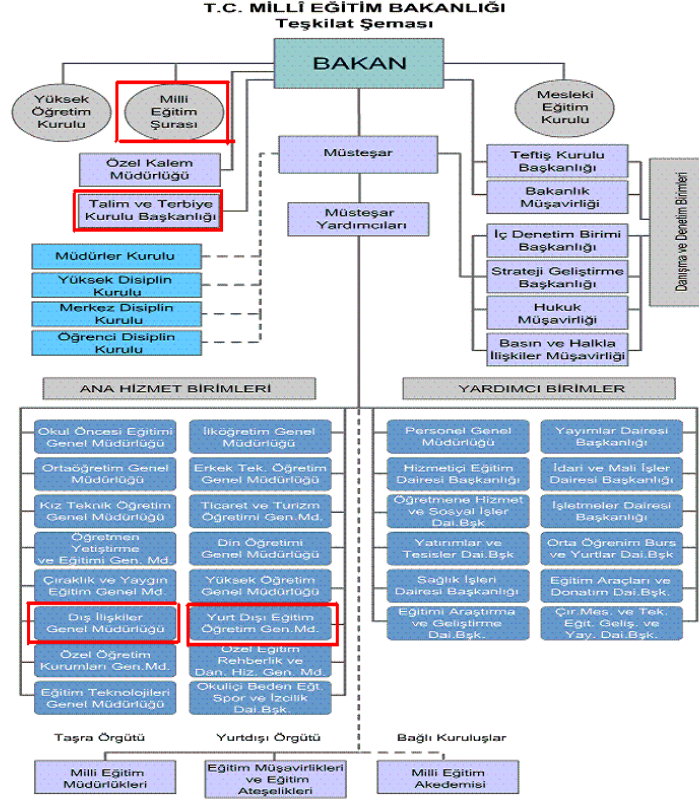 T.C. MİLLÎ EĞİTİM BAKANLIĞI
Teşkilat Şeması
BAKAN
Yüksek
Öğretim
Kurulu
Milli
Eğitim
Şurası
Mesleki
Eğitim
Kurulu
Özel Kalem
Müdürlüğü
Talim ve Terbiye
Kurulu Başkanlığı
Müsteşar
Müsteşar
Yardımcıları
Teftiş Kurulu
Başkanlığı
Bakanlık
Müşavirliği
İç Denetim Birimi
Başkanlığı
Strateji Geliştirme
Başkanlığı
Hukuk
Müşavirliği
Basın ve Halkla
İlişkiler Müşavirliği
Danışma ve Denetim Birimleri
Müdürler Kurulu
Yüksek Disiplin
Kurulu
Merkez Disiplin
Kurulu
Öğrenci Disiplin
Kurulu
ANA HİZMET BİRİMLERİ
Okul Öncesi Eğitimi
Genel Müdürlüğü
İlköğretim Genel
Müdürlüğü
Ortaöğretim Genel
Müdürlüğü
Erkek Tek. Öğretim
Genel Müdürlüğü
Kız Teknik Öğretim
Genel Müdürlüğü
Ticaret ve Turizm
Öğretimi Gen.Md.
Öğretmen
Yetiştirme
ve Eğitimi Gen. Md.
Din Öğretimi
Genel Müdürlüğü
Çıraklık ve Yaygın
Eğitim Genel Md.
Yüksek Öğretim
Genel Müdürlüğü
Dış İlişkiler
Genel Müdürlüğü
Yurt Dışı Eğitim
Öğretim Gen.Md.
Özel Öğretim
Kurumları Gen.Md.
Özel Eğitim
Rehberlik ve
Dan. Hiz. Gen. Md.
Eğitim Teknolojileri
Genel Müdürlüğü
Okuliçi Beden Eğt.
Spor ve İzcilik
Dai.Bşk.
YARDIMCI BİRİMLER
Personel Genel
Müdürlüğü
Yayımlar Dairesi
Başkanlığı
Hizmetiçi Eğitim
Dairesi Başkanlığı
İdari ve Mali İşler
Dairesi Başkanlığı
Öğretmene Hizmet
ve Sosyal İşler
Dai.Bşk
İşletmeler Dairesi
Başkanlığı
Yatırımlar ve
Tesisler Dai.Bşk
Orta Öğrenim Burs
ve Yurtlar Dai.Bşk
Sağlık İşleri
Dairesi Başkanlığı
Eğitim Araçları ve
Donatım Dai.Bşk.
Eğitimi Araştırma
ve Geliştirme
Dai.Bşk.
Çır.Mes. ve Tek.
Eğit. Geliş. ve
Yay. Dai.Bşk.
Taşra Örgütü
Yurtdışı Örgütü
Bağlı Kuruluşlar
Milli Eğitim
Müdürlükleri
Eğitim Müşavirlikleri
ve Eğitim
Ateşelikleri
Milli Eğitim
Akedemisi